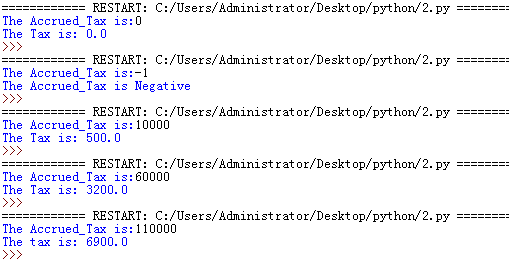 ============ RESTART: C:/Users/Administrator/Desktop/python/2.py ========
The Accrued_Tax is:0
The Tax is: 0.0
>>>
============ RESTART: C:/Users/Administrator/Desktop/python/2.py ========
The Accrued_Tax is:-1
The Accrued_Tax is Negative
>>>
============ RESTART: C:/Users/Administrator/Desktop/python/2.py ========
The Accrued_Tax is:10000
The Tax is: 500.0
>>>
============ RESTART: C:/Users/Administrator/Desktop/python/2.py ========
The Accrued_Tax is:60000
The Tax is: 3200.0
>>>
============ RESTART: C:/Users/Administrator/Desktop/python/2.py ========
The Accrued_Tax is:110000
The tax is: 6900.0
>>>